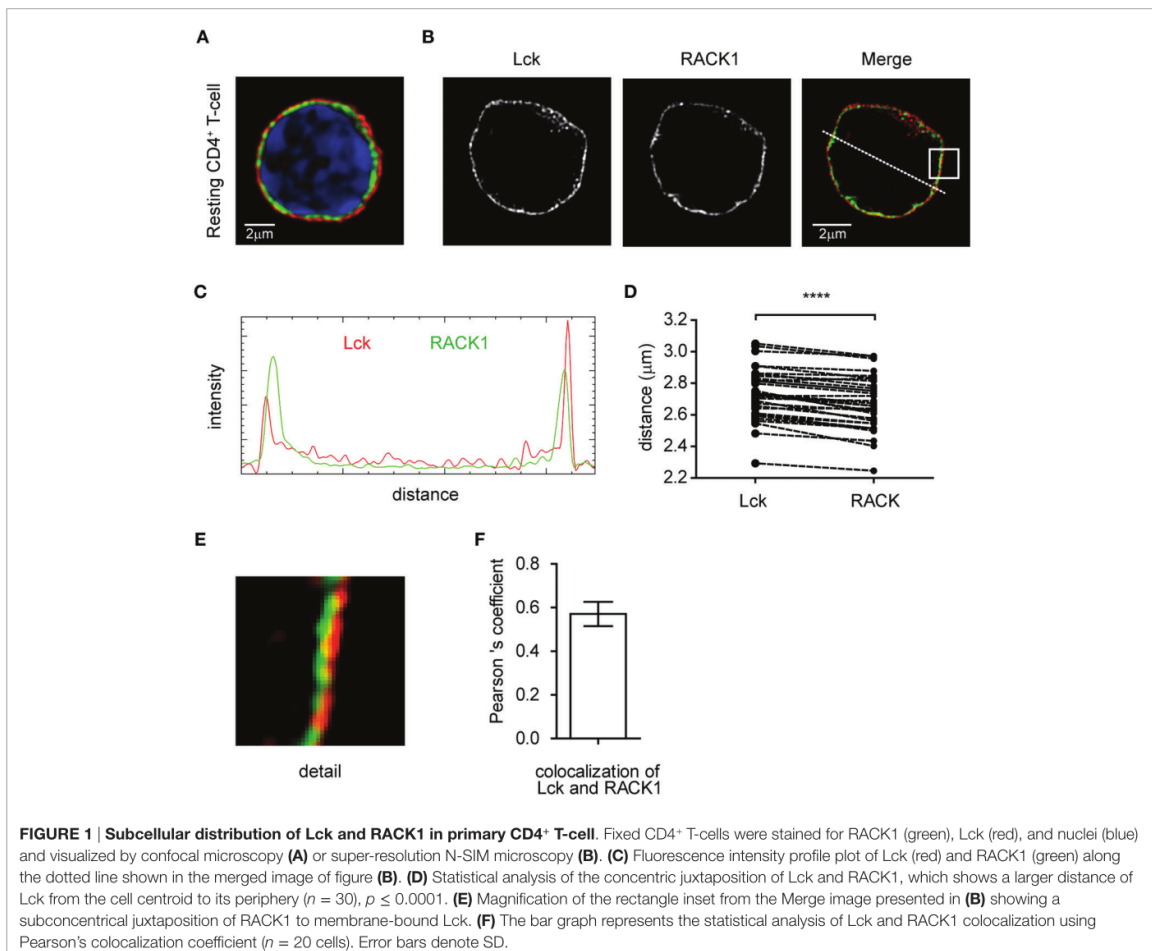 A
B
Lck
RACK1
Merge
Resting CD4⁺ T-cell
2μm
2μm
C
D
Lck
RACK1
intensity
distance
****
distance (μm)
3.2
3.0
2.8
2.6
2.4
2.2
Lck
RACK
E
F
detail
Pearson 's coefficient
0.8
0.6
0.4
0.2
0.0
colocalization of
Lck and RACK1
FIGURE 1 | Subcellular distribution of Lck and RACK1 in primary CD4⁺ T-cell. Fixed CD4⁺ T-cells were stained for RACK1 (green), Lck (red), and nuclei (blue)
and visualized by confocal microscopy (A) or super-resolution N-SIM microscopy (B). (C) Fluorescence intensity profile plot of Lck (red) and RACK1 (green) along
the dotted line shown in the merged image of figure (B). (D) Statistical analysis of the concentric juxtaposition of Lck and RACK1, which shows a larger distance of
Lck from the cell centroid to its periphery (n = 30), p ≤ 0.0001. (E) Magnification of the rectangle inset from the Merge image presented in (B) showing a
subconcentrical juxtaposition of RACK1 to membrane-bound Lck. (F) The bar graph represents the statistical analysis of Lck and RACK1 colocalization using
Pearson's colocalization coefficient (n = 20 cells). Error bars denote SD.